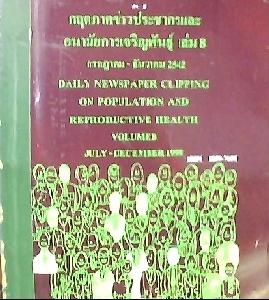 กฤตภาคข่าวประชากรและ
อนามัยการเจริญพันธุ์ เล่ม 8
กรกฎาคม - ธันวาคม 2542
DAILY NEWSPAPER CLIPPING
ON POPULATION AND
REPRODUCTIVE HEALTH
VOLUME8
JULY - DECEMBER 1999
ISSN